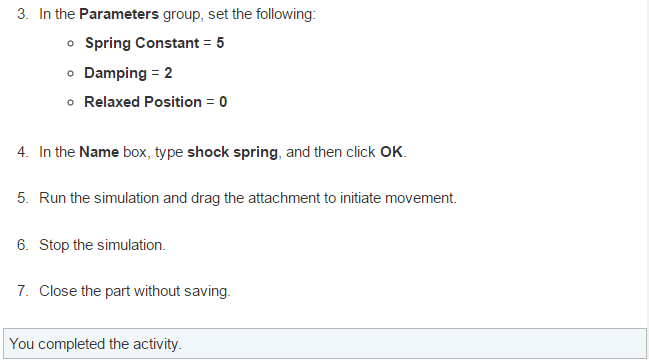 3. In the Parameters group, set the following:
Spring Constant = 5
Damping = 2
Relaxed Position = 0
4. In the Name box, type shock spring, and then click OK.
5. Run the simulation and drag the attachment to initiate movement.
6. Stop the simulation.
7. Close the part without saving.
You completed the activity.